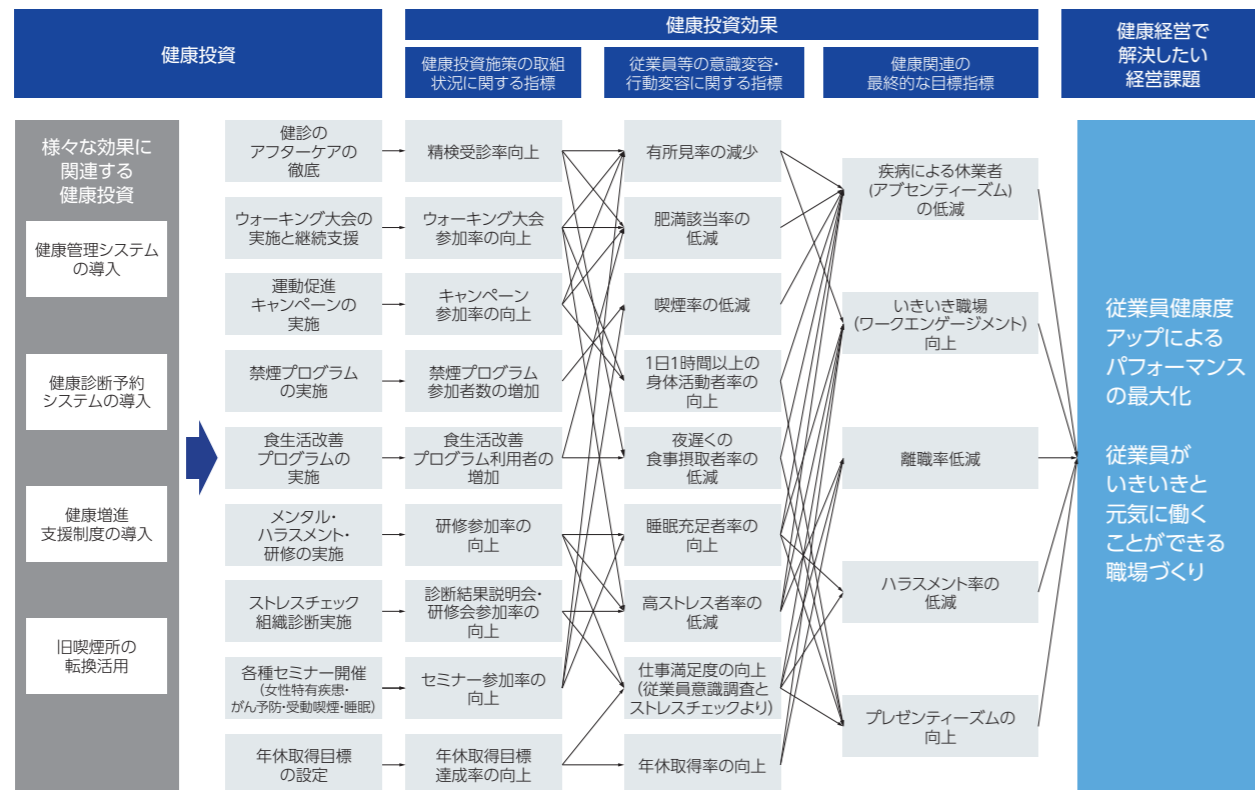 健康投資
健康投資効果
健康投資施策の取組
状況に関する指標
従業員等の意識変容・
行動変容に関する指標
健康関連の
最終的な目標指標
健康経営で
解決したい
経営課題
様々な効果に
関連する
健康投資
健康管理システム
の導入
健康診断予約
システムの導入
健康増進
支援制度の導入
旧喫煙所の
転換活用
健診の
アフターケアの
徹底
ウォーキング大会の
実施と継続支援
運動促進
キャンペーンの
実施
禁煙プログラム
の実施
食生活改善
プログラムの
実施
メンタル・
ハラスメント・
研修の実施
ストレスチェック
組織診断実施
各種セミナー開催
(女性特有疾患・
がん予防・受動喫煙・睡眠)
年休取得目標
の設定
精検受診率向上
ウォーキング大会
参加率の向上
キャンペーン
参加率の向上
禁煙プログラム
参加者数の増加
食生活改善
プログラム利用者の
増加
研修参加率の
向上
診断結果説明会・
研修会参加率の
向上
セミナー参加率の
向上
年休取得目標
達成率の向上
有所見率の減少
肥満該当率の
低減
喫煙率の低減
1日1時間以上の
身体活動者率の
向上
夜遅くの
食事摂取者率の
低減
睡眠充足者率の
向上
高ストレス者率の
低減
仕事満足度の向上
(従業員意識調査と
ストレスチェックより)
年休取得率の向上
疾病による休業者
(アブセンティーズム)
の低減
いきいき職場
(ワークエンゲージメント)
向上
離職率低減
ハラスメント率の
低減
プレゼンティーズムの
向上
従業員健康度
アップによる
パフォーマンス
の最大化
従業員が
いきいきと
元気に働く
ことができる
職場づくり